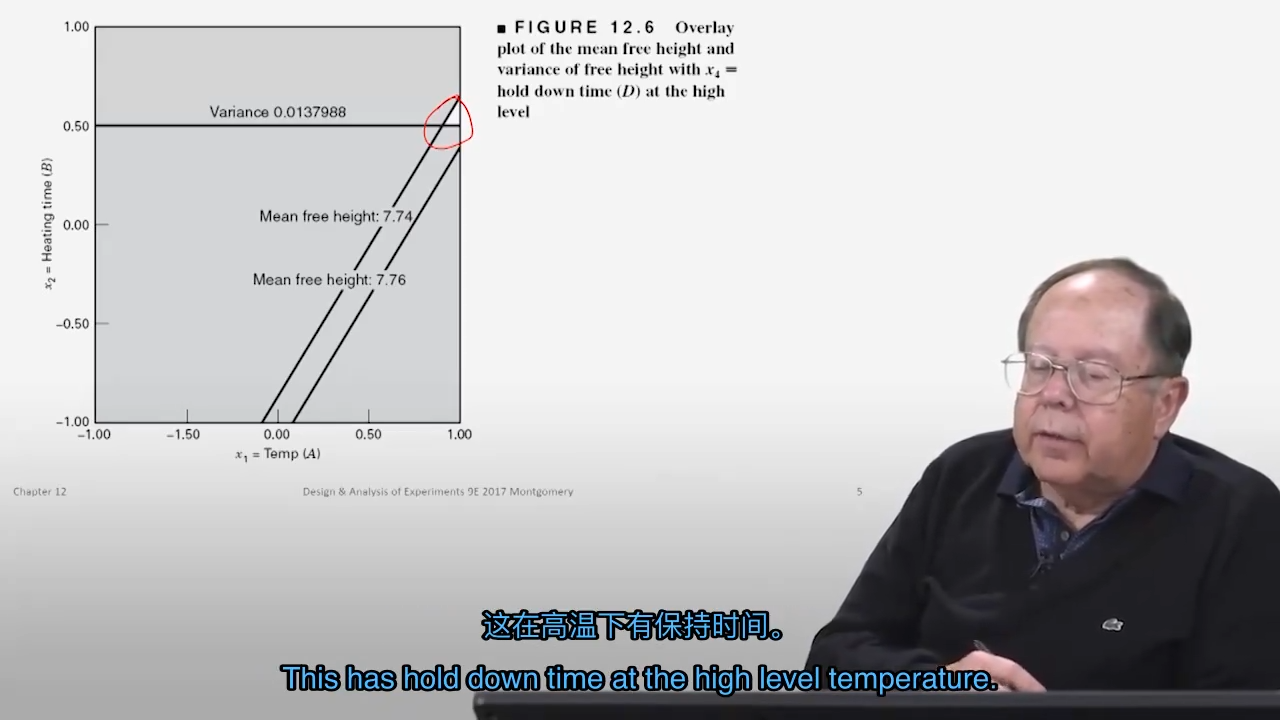 1.00
■ FIGURE 12.6 Overlay
plot of the mean free height and
variance of free height with x₄ =
hold down time (D) at the high
level
Variance 0.0137988
0.50
x₂ = Heating time (B)
Mean free height: 7.74
0.00
Mean free height: 7.76
−0.50
−1.00
−1.00 −1.50 0.00 0.50 1.00
x₁ = Temp (A)
Chapter 12 Design & Analysis of Experiments 9E 2017 Montgomery 5
这在高温下有保持时间。
This has hold down time at the high level temperature.